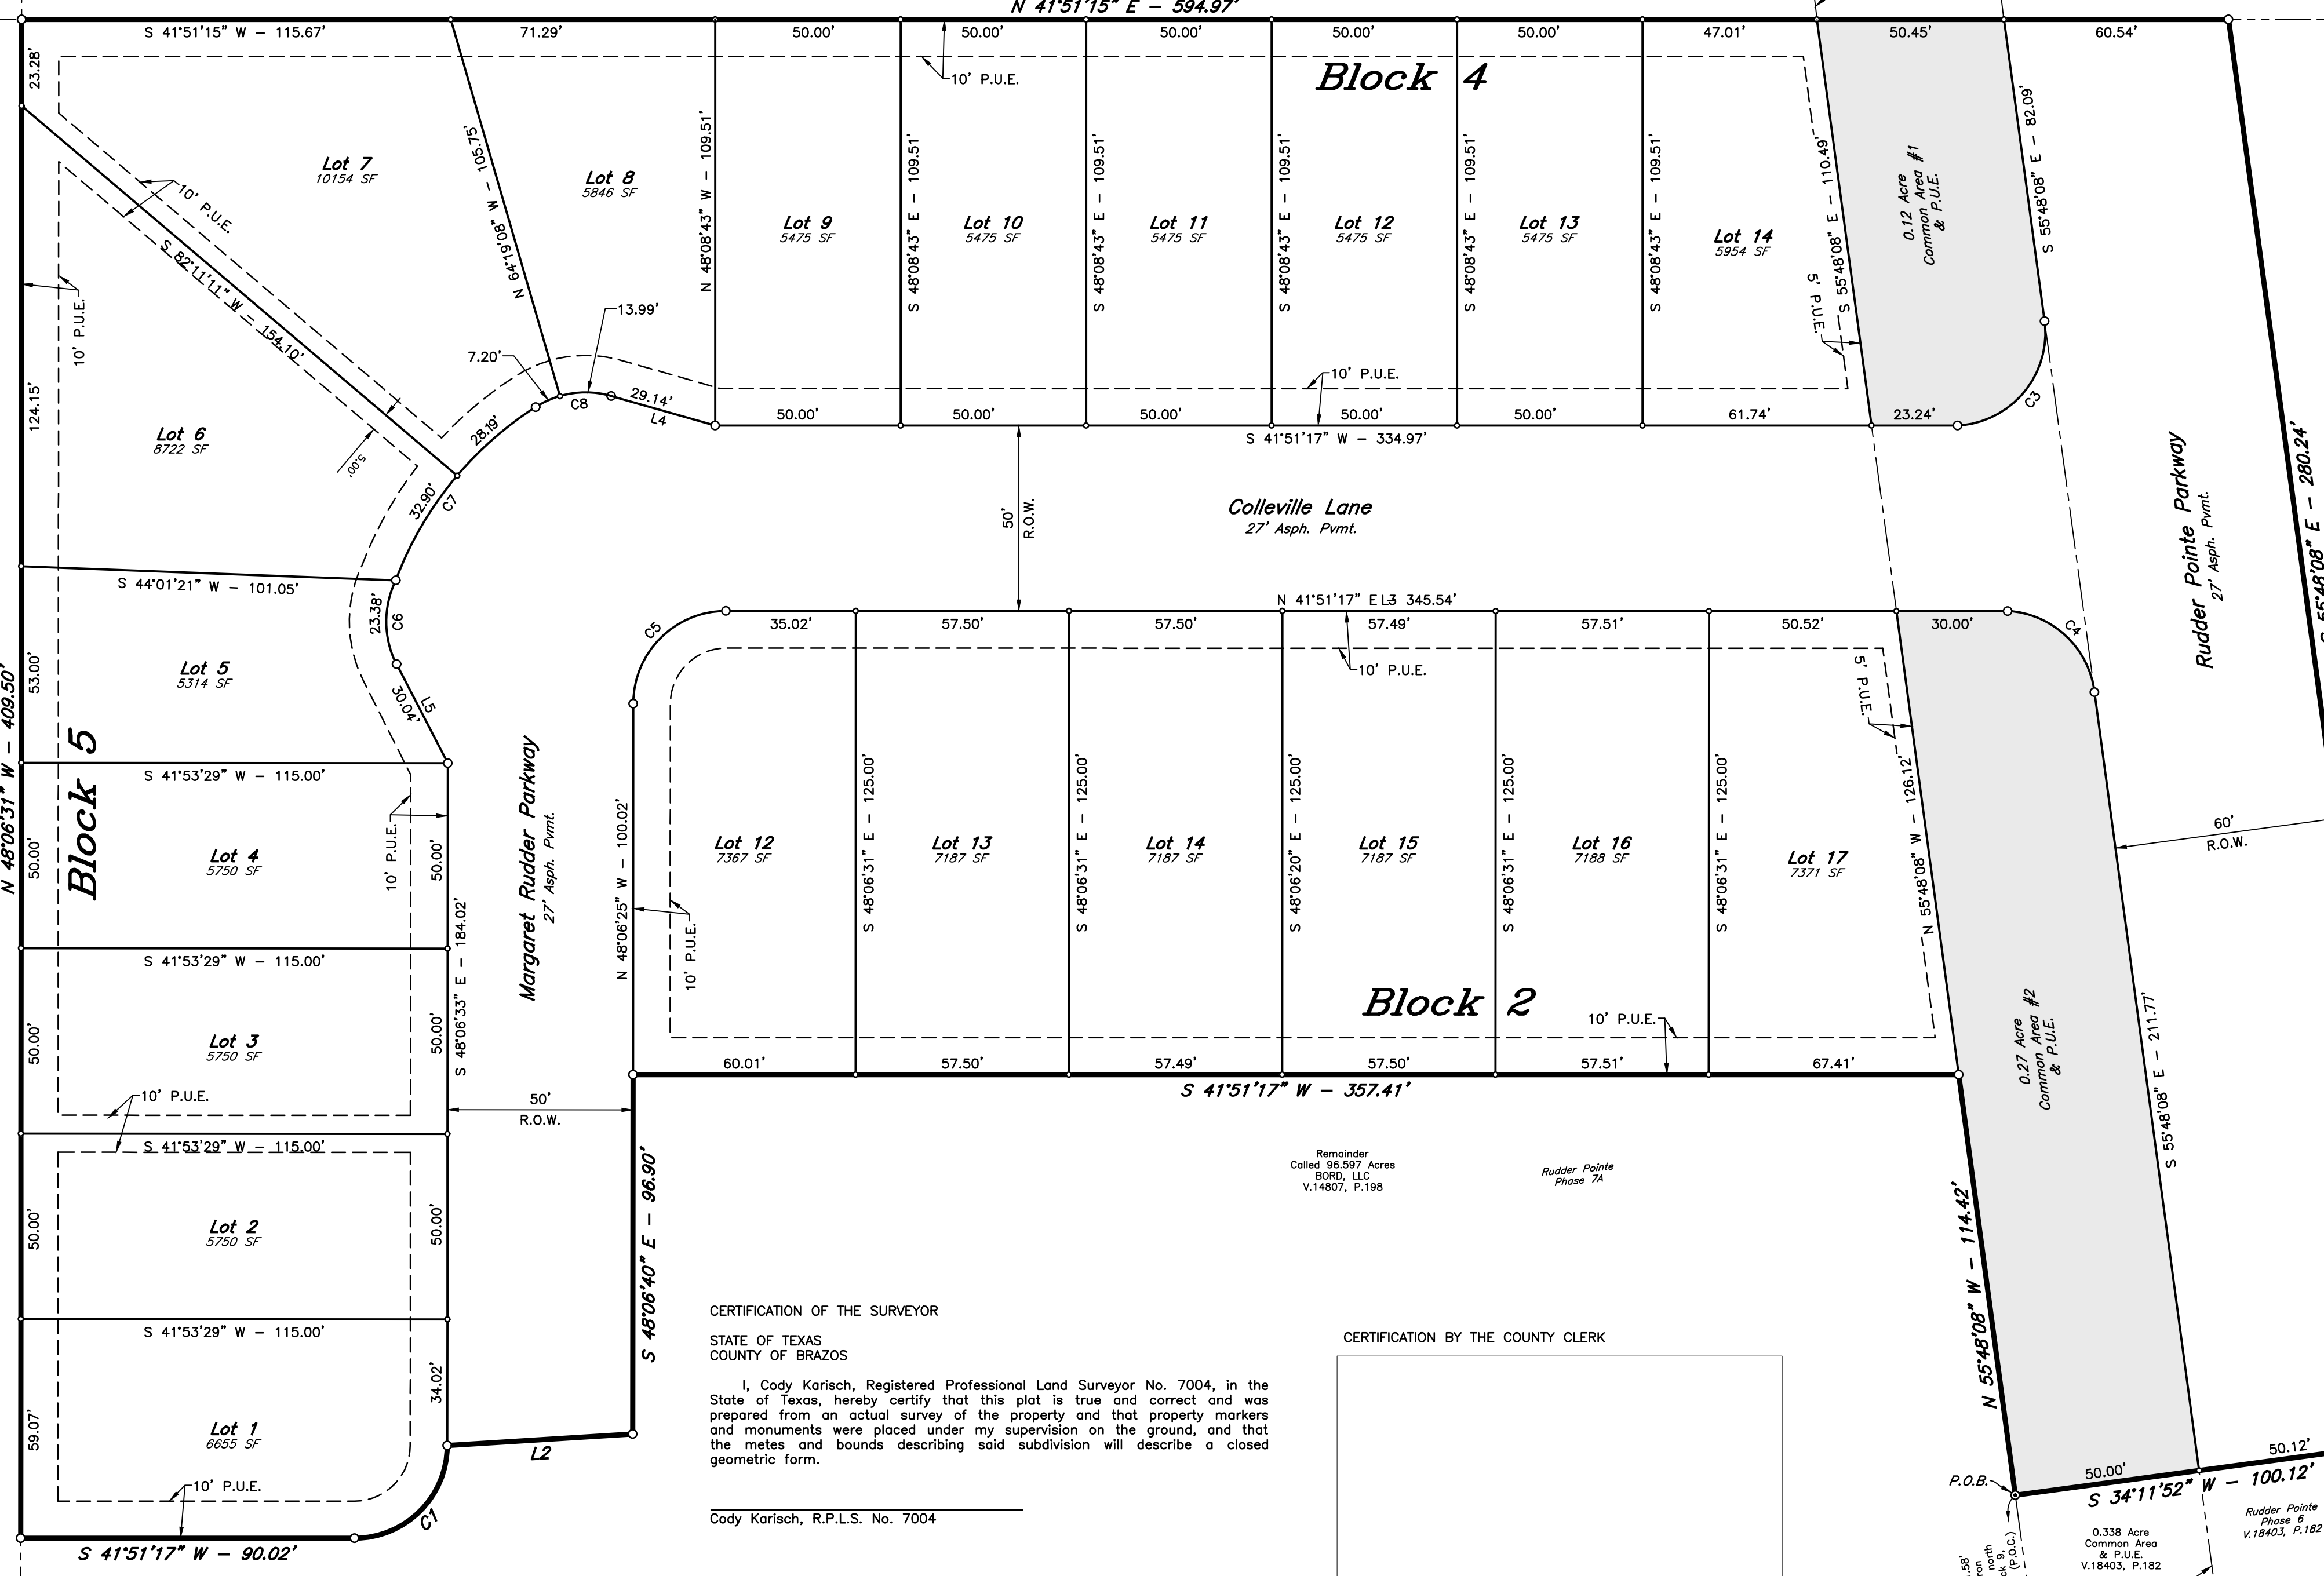 N 41°51'15" E - 594.97'
S 41°51'15" W - 115.67'
71.29'
50.00'
50.00'
50.00'
50.00'
50.00'
47.01'
50.45'
60.54'
23.28'
10' P.U.E.
Block 4
Lot 7
10154 SF
N 64°19'08" W - 105.75'
Lot 8
5846 SF
N 48°08'43" W - 109.51'
S 48°08'43" E - 109.51'
S 48°08'43" E - 109.51'
S 48°08'43" E - 109.51'
S 48°08'43" E - 109.51'
S 48°08'43" E - 109.51'
S 55°48'08" E - 110.49'
0.12 Acre
Common Area #1
& P.U.E.
S 55°48'08" E - 82.09'
10' P.U.E.
Lot 9
5475 SF
Lot 10
5475 SF
Lot 11
5475 SF
Lot 12
5475 SF
Lot 13
5475 SF
Lot 14
5954 SF
5' P.U.E.
S 82°11'11" W - 154.10'
10' P.U.E.
13.99'
7.20'
C8
29.14'
L4
10' P.U.E.
124.15'
28.19'
50.00'
50.00'
50.00'
50.00'
50.00'
61.74'
23.24'
C3
S 41°51'17" W - 334.97'
Lot 6
8722 SF
5.00'
32.90'
C7
Colleville Lane
27' Asph. Pvmt.
50'
R.O.W.
Rudder Pointe Parkway
27' Asph. Pvmt.
S 55°48'08" E - 280.24'
S 44°01'21" W - 101.05'
23.38'
C6
C5
N 41°51'17" E
L3
345.54'
35.02'
57.50'
57.50'
57.49'
57.51'
50.52'
30.00'
C4
10' P.U.E.
5' P.U.E.
Lot 5
5314 SF
53.00'
30.04'
L5
N 48°06'31" W - 409.50'
Block 5
S 41°53'29" W - 115.00'
Margaret Rudder Parkway
27' Asph. Pvmt.
N 48°06'25" W - 100.02'
S 48°06'31" E - 125.00'
S 48°06'31" E - 125.00'
S 48°06'20" E - 125.00'
S 48°06'31" E - 125.00'
S 48°06'31" E - 125.00'
N 55°48'08" W - 126.12'
60'
R.O.W.
Lot 4
5750 SF
50.00'
10' P.U.E.
50.00'
Lot 12
7367 SF
Lot 13
7187 SF
Lot 14
7187 SF
Lot 15
7187 SF
Lot 16
7188 SF
Lot 17
7371 SF
10' P.U.E.
S 41°53'29" W - 115.00'
S 48°06'33" E - 184.02'
Block 2
10' P.U.E.
0.27 Acre
Common Area #2
& P.U.E.
S 55°48'08" E - 211.77'
Lot 3
5750 SF
50.00'
50.00'
60.01'
57.50'
57.49'
57.50'
57.51'
67.41'
S 41°51'17" W - 357.41'
10' P.U.E.
50'
R.O.W.
S 41°53'29" W - 115.00'
Remainder
Called 96.597 Acres
BORD, LLC
V.14807, P.198
Rudder Pointe
Phase 7A
Lot 2
5750 SF
50.00'
50.00'
S 48°06'40" E - 96.90'
N 55°48'08" W - 114.42'
S 41°53'29" W - 115.00'
CERTIFICATION OF THE SURVEYOR
STATE OF TEXAS
COUNTY OF BRAZOS
I, Cody Karisch, Registered Professional Land Surveyor No. 7004, in the
State of Texas, hereby certify that this plat is true and correct and was
prepared from an actual survey of the property and that property markers
and monuments were placed under my supervision on the ground, and that
the metes and bounds describing said subdivision will describe a closed
geometric form.
Cody Karisch, R.P.L.S. No. 7004
CERTIFICATION BY THE COUNTY CLERK
34.02'
59.07'
Lot 1
6655 SF
10' P.U.E.
L2
C1
S 41°51'17" W - 90.02'
P.O.B.
50.00'
50.12'
S 34°11'52" W - 100.12'
Rudder Pointe
Phase 6
V.18403, P.182
0.338 Acre
Common Area
& P.U.E.
V.18403, P.182
north
(P.O.C.)